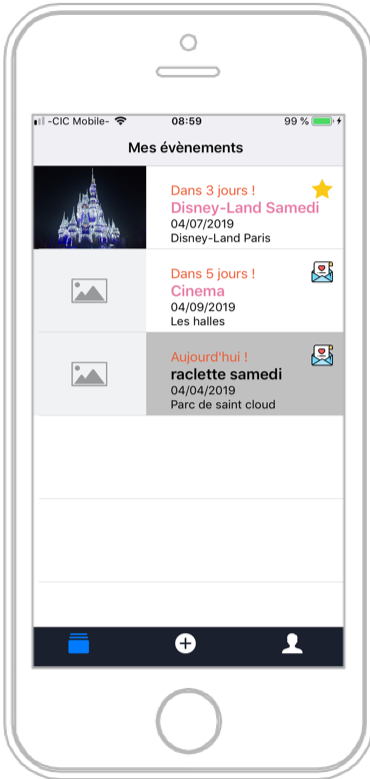 -CIC Mobile- 08:59 99 %
Mes évènements
Dans 3 jours !
Disney-Land Samedi
04/07/2019
Disney-Land Paris
Dans 5 jours !
Cinema
04/09/2019
Les halles
Aujourd'hui !
raclette samedi
04/04/2019
Parc de saint cloud